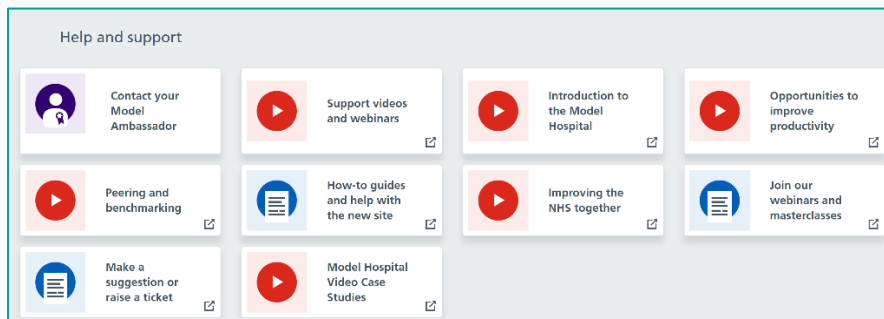 Help and support
Contact your
Model
Ambassador
Support videos
and webinars
Introduction to
the Model
Hospital
Opportunities to
improve
productivity
Peering and
benchmarking
How-to guides
and help with
the new site
Improving the
NHS together
Join our
webinars and
masterclasses
Make a
suggestion or
raise a ticket
Model Hospital
Video Case
Studies